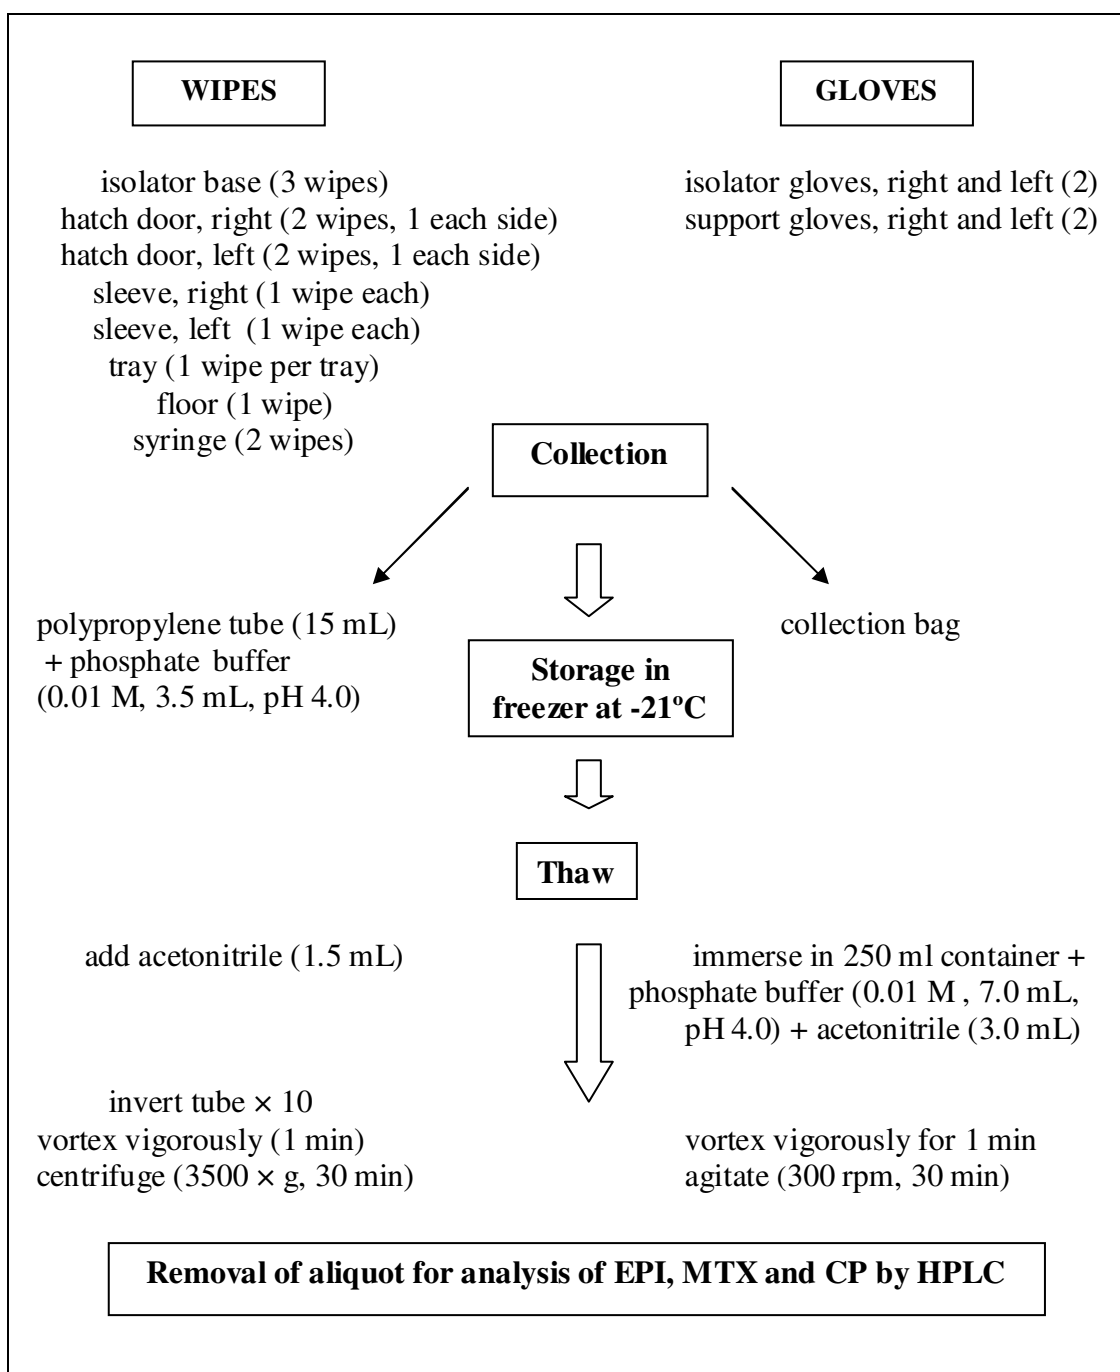 WIPES
GLOVES
isolator base (3 wipes)
hatch door, right (2 wipes, 1 each side)
hatch door, left (2 wipes, 1 each side)
sleeve, right (1 wipe each)
sleeve, left (1 wipe each)
tray (1 wipe per tray)
floor (1 wipe)
syringe (2 wipes)
isolator gloves, right and left (2)
support gloves, right and left (2)
Collection
polypropylene tube (15 mL)
+ phosphate buffer
(0.01 M, 3.5 mL, pH 4.0)
collection bag
Storage in
freezer at -21ºC
Thaw
add acetonitrile (1.5 mL)
immerse in 250 ml container +
phosphate buffer (0.01 M , 7.0 mL,
pH 4.0) + acetonitrile (3.0 mL)
invert tube × 10
vortex vigorously (1 min)
centrifuge (3500 × g, 30 min)
vortex vigorously for 1 min
agitate (300 rpm, 30 min)
Removal of aliquot for analysis of EPI, MTX and CP by HPLC